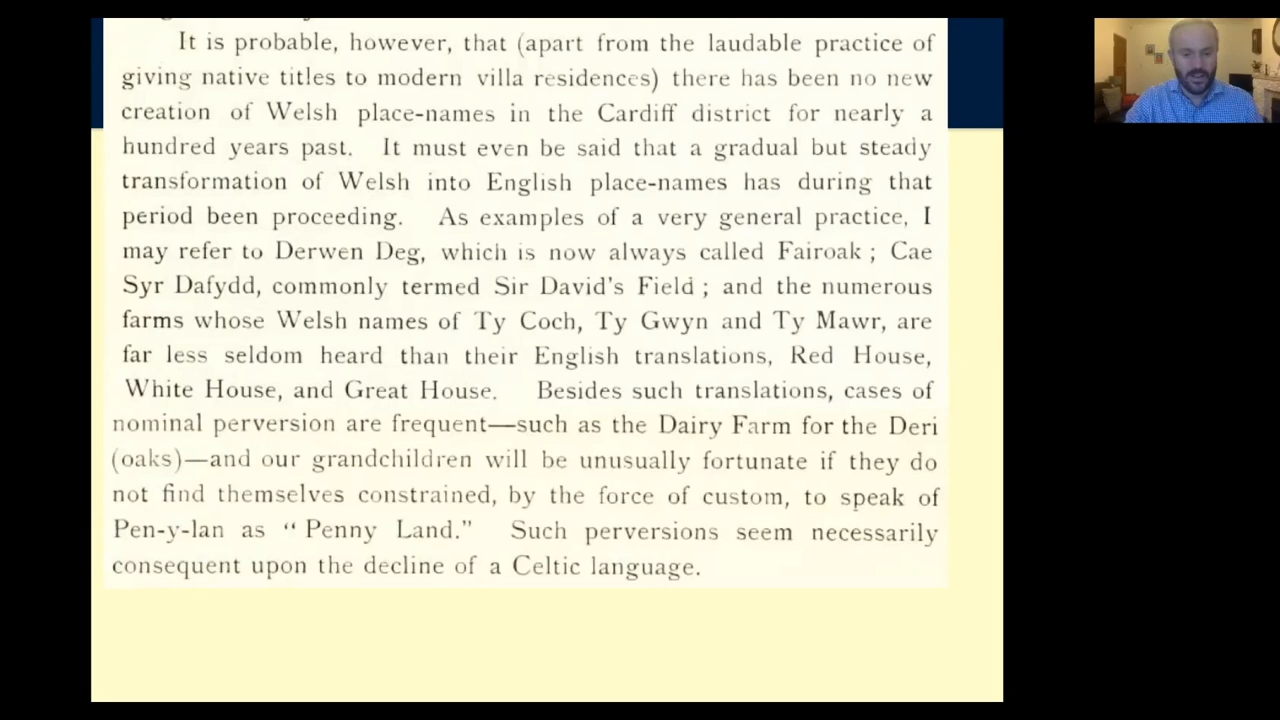 It is probable, however, that (apart from the laudable practice of
giving native titles to modern villa residences) there has been no new
creation of Welsh place-names in the Cardiff district for nearly a
hundred years past. It must even be said that a gradual but steady
transformation of Welsh into English place-names has during that
period been proceeding. As examples of a very general practice, I
may refer to Derwen Deg, which is now always called Fairoak ; Cae
Syr Dafydd, commonly termed Sir David's Field ; and the numerous
farms whose Welsh names of Ty Coch, Ty Gwyn and Ty Mawr, are
far less seldom heard than their English translations, Red House,
White House, and Great House. Besides such translations, cases of
nominal perversion are frequent—such as the Dairy Farm for the Deri
(oaks)—and our grandchildren will be unusually fortunate if they do
not find themselves constrained, by the force of custom, to speak of
Pen-y-lan as “ Penny Land.” Such perversions seem necessarily
consequent upon the decline of a Celtic language.